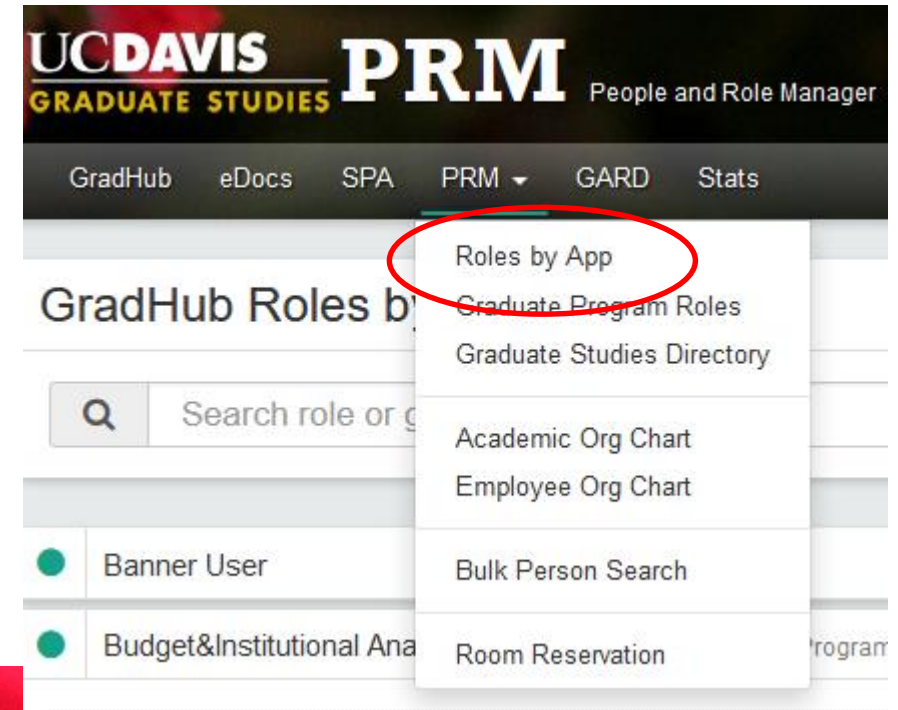 UCDAVIS
GRADUATE STUDIES
PRM People and Role Manager
GradHub eDocs SPA PRM GARD Stats
Roles by App
Graduate Program Roles
Graduate Studies Directory
Academic Org Chart
Employee Org Chart
Bulk Person Search
Room Reservation
GradHub Roles by
Search role or
Banner User
Budget&Institutional Ana
rogram